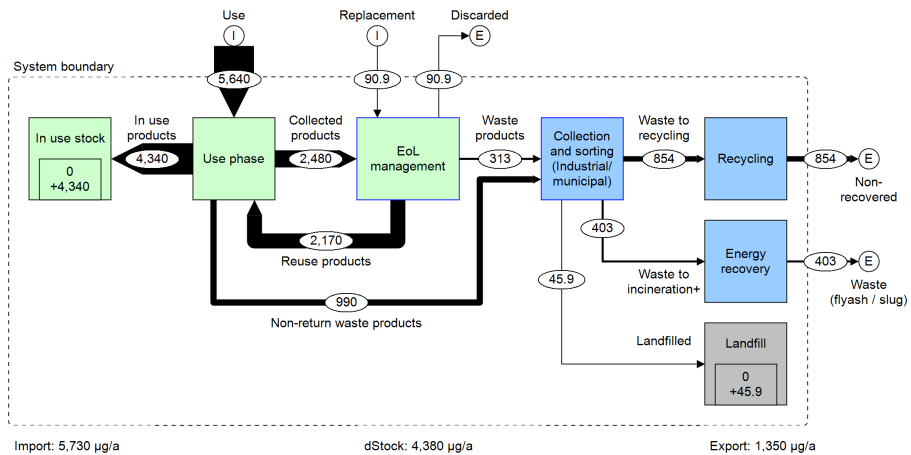 Use
Replacement
Discarded
I
I
E
System boundary
5,640
90.9
90.9
In use stock
0
+4,340
In use
products
4,340
Use phase
Collected
products
2,480
EoL
management
Waste
products
313
Collection
and sorting
(Industrial/
municipal)
Waste to
recycling
854
Recycling
854
E
Non-
recovered
2,170
Reuse products
403
Energy
recovery
403
E
Waste to
incineration+
Waste
(flyash / slug)
990
Non-return waste products
45.9
Landfilled
Landfill
0
+45.9
Import: 5,730 µg/a
dStock: 4,380 µg/a
Export: 1,350 µg/a